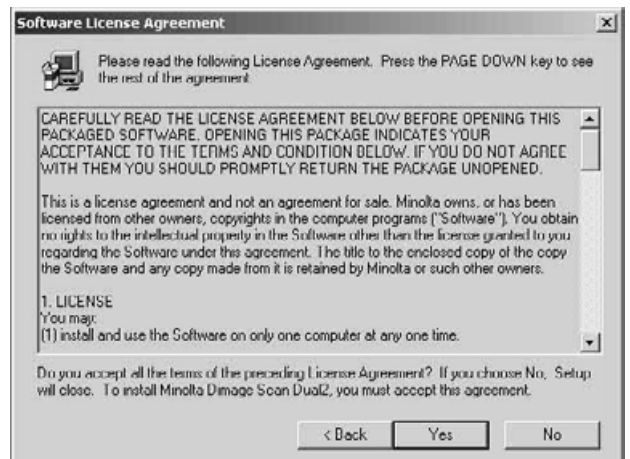 Software License Agreement
Please read the following License Agreement. Press the PAGE DOWN key to see
the rest of the agreement
CAREFULLY READ THE LICENSE AGREEMENT BELOW BEFORE OPENING THIS
PACKAGED SOFTWARE. OPENING THIS PACKAGE INDICATES YOUR
ACCEPTANCE TO THE TERMS AND CONDITION BELOW. IF YOU DO NOT AGREE
WITH THEM YOU SHOULD PROMPTLY RETURN THE PACKAGE UNOPENED.
This is a license agreement and not an agreement for sale. Minolta owns, or has been
licensed from other owners, copyrights in the computer programs ("Software"). You obtain
no rights to the intellectual property in the Software other than the license granted to you
regarding the Software under this agreement. The title to the enclosed copy of the copy
the Software and any copy made from it is retained by Minolta or such other owners.
1. LICENSE
You may:
(1) install and use the Software on only one computer at any one time.
Do you accept all the terms of the preceding License Agreement? If you choose No, Setup
will close. To install Minolta Dimage Scan Dual2, you must accept this agreement.
< Back Yes No